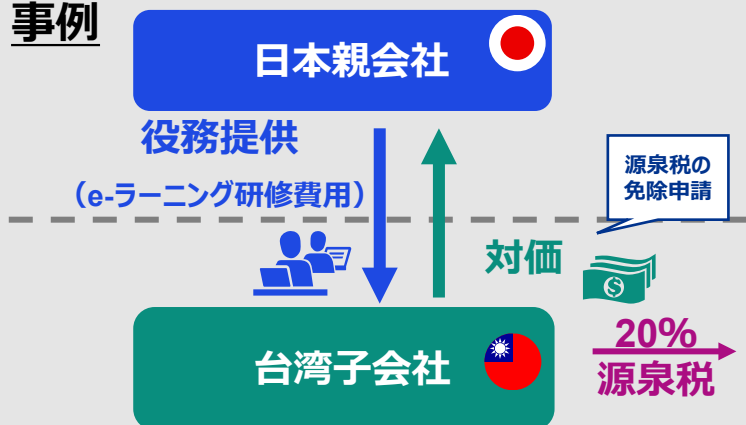 事例
日本親会社
役務提供
（e-ラーニング研修費用）
源泉税の
免除申請
対価
$
台湾子会社
20%
源泉税